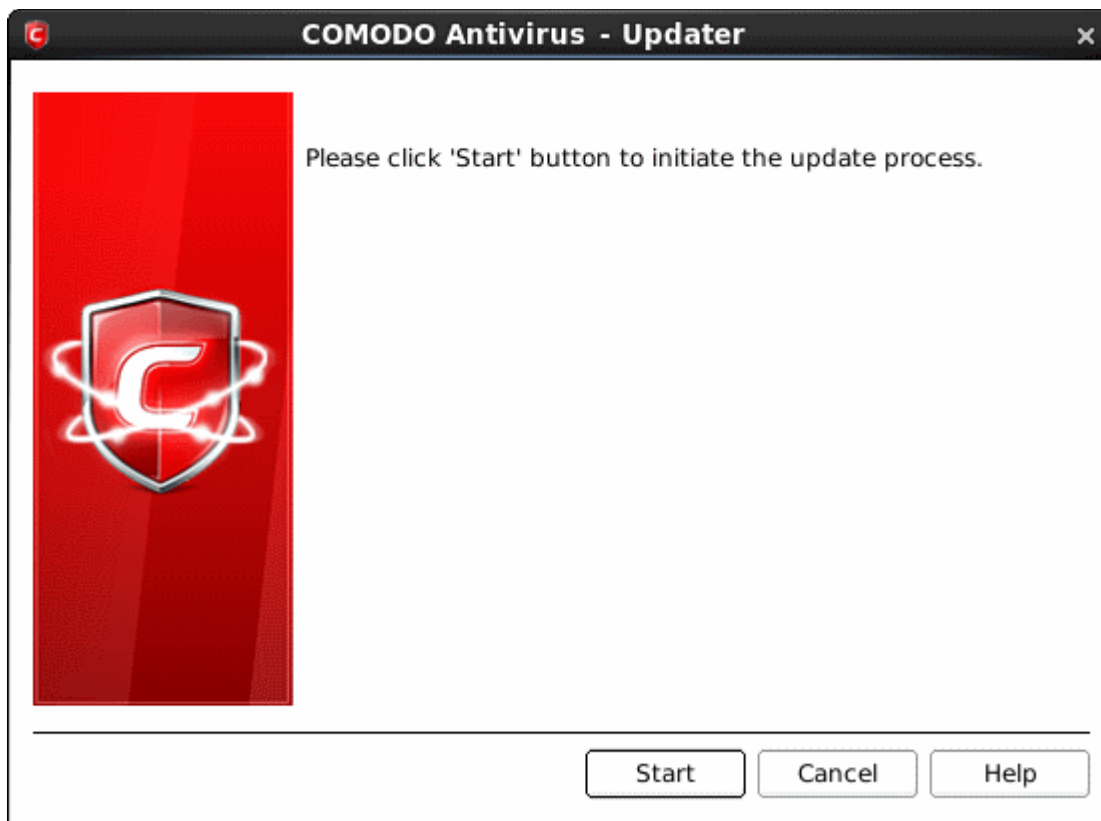 COMODO Antivirus - Updater
Please click 'Start' button to initiate the update process.
Start Cancel Help